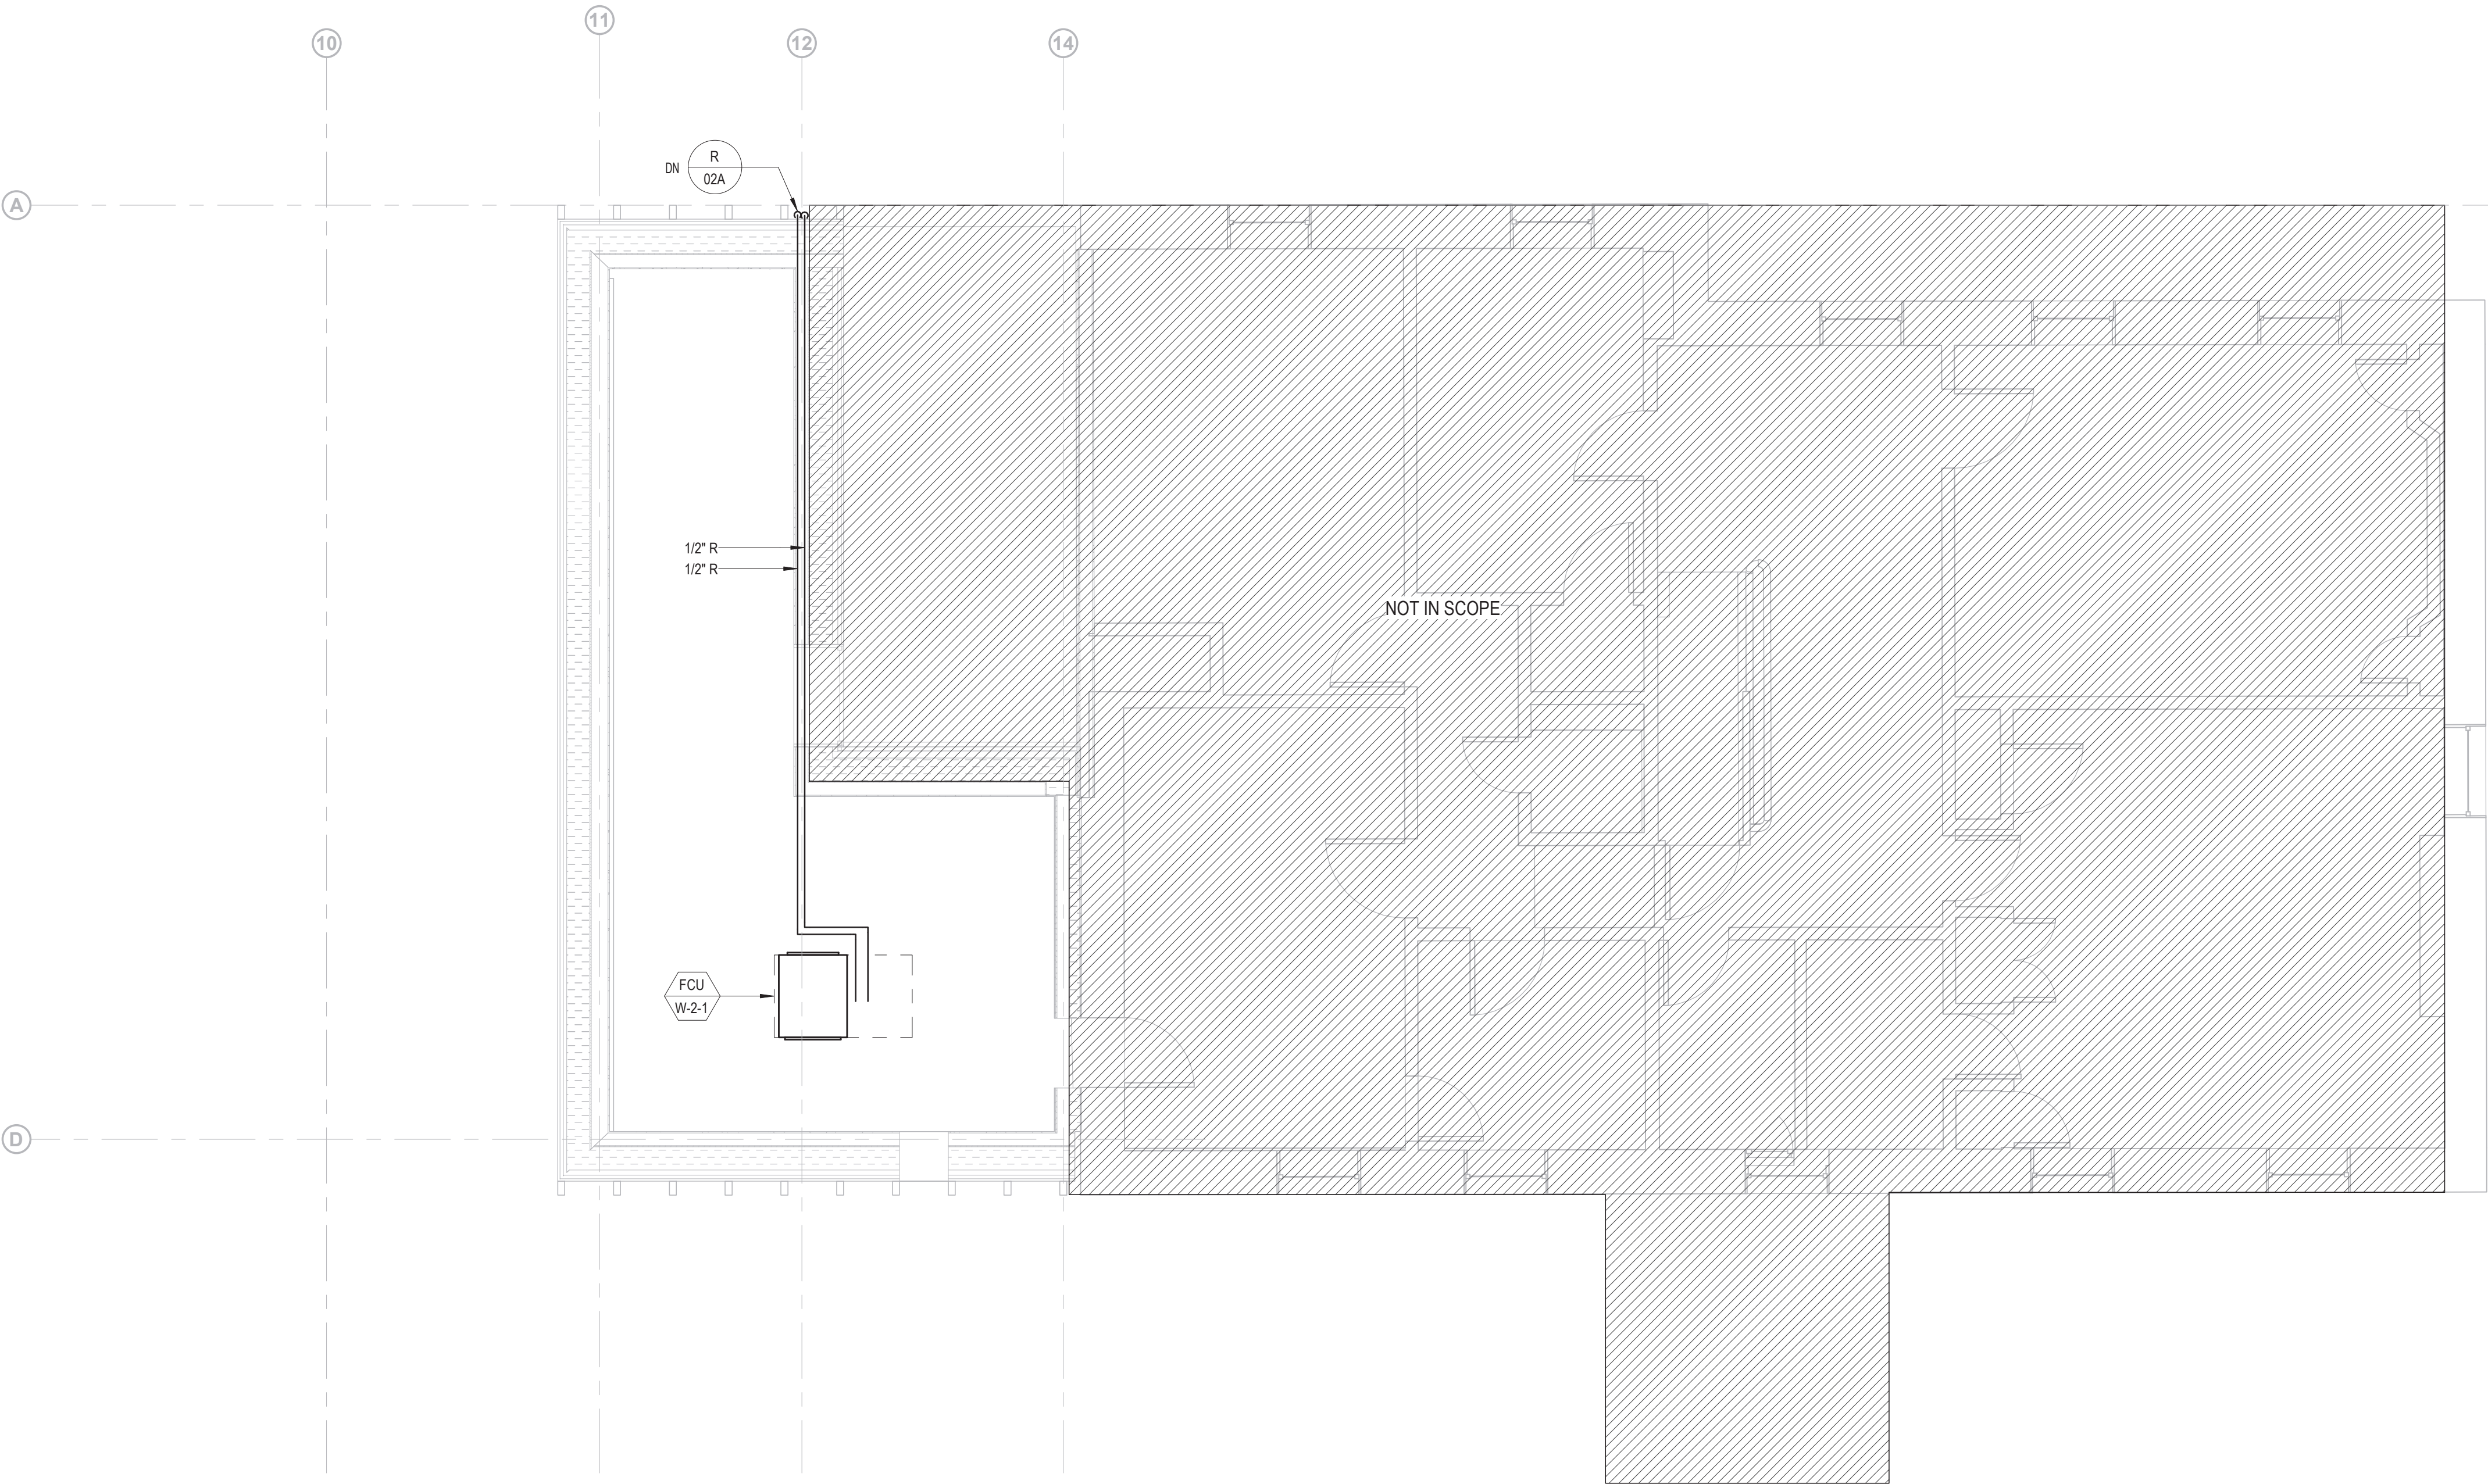 11
10
12
14
R
DN
02A
A
1/2" R
1/2" R
NOT IN SCOPE
FCU
W-2-1
D